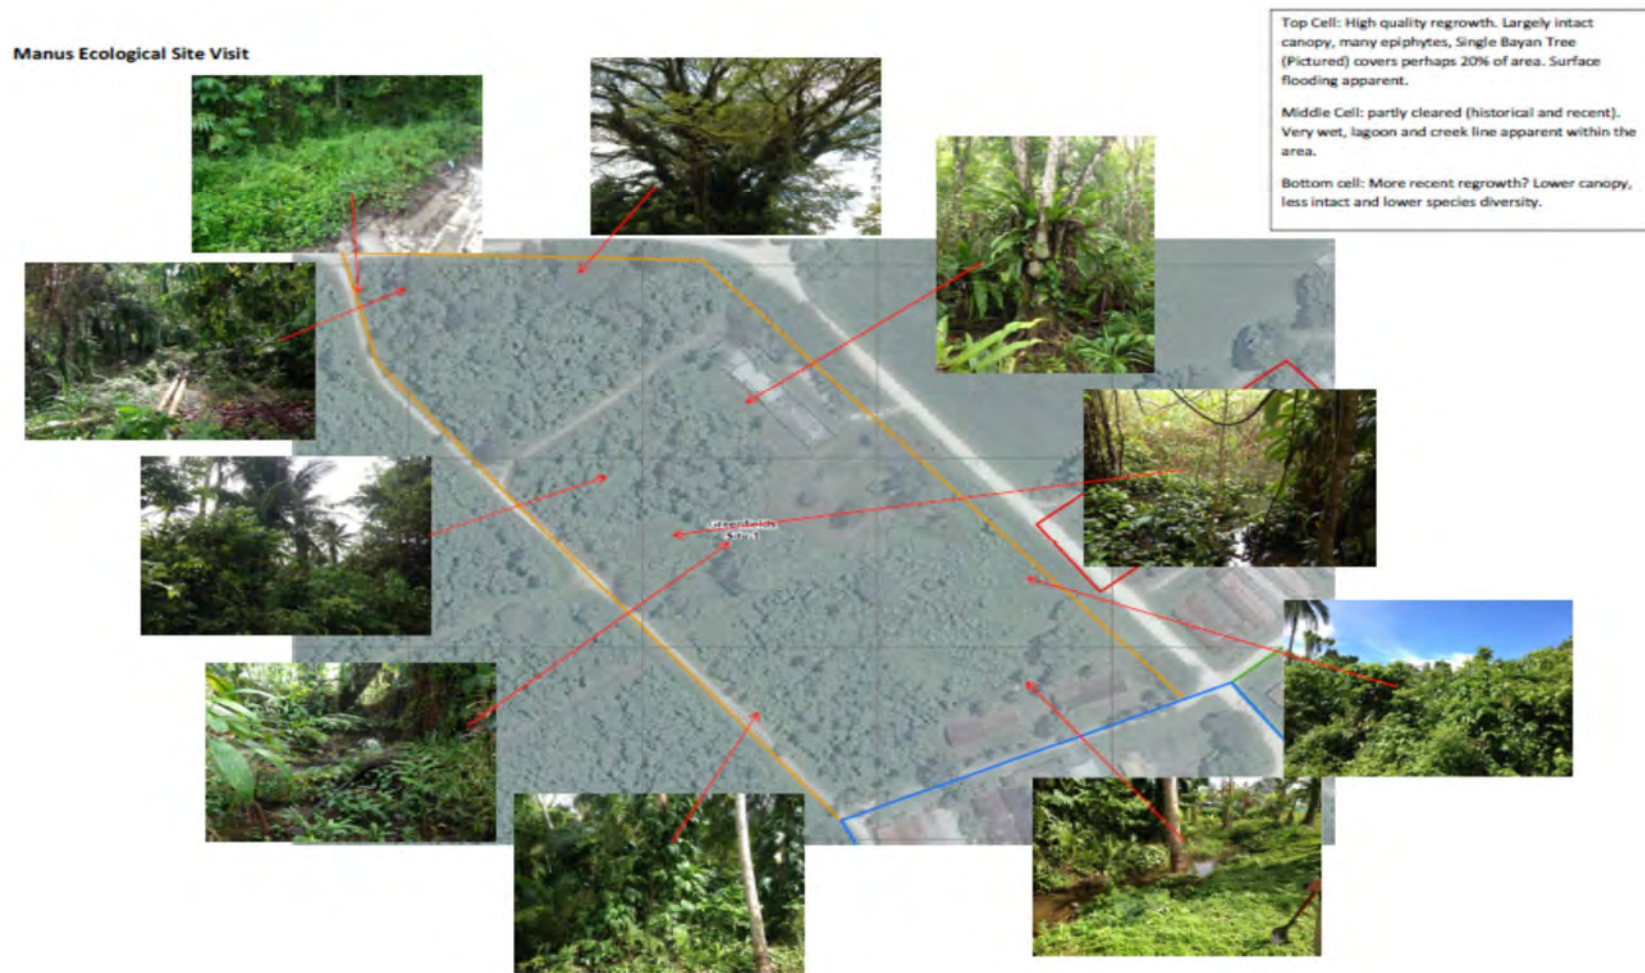 Manus Ecological Site Visit
Top Cell: High quality regrowth. Largely intact
canopy, many epiphytes, Single Bayan Tree
(Pictured) covers perhaps 20% of area. Surface
flooding apparent.
Middle Cell: partly cleared (historical and recent).
Very wet, lagoon and creek line apparent within the
area.
Bottom cell: More recent regrowth? Lower canopy,
less intact and lower species diversity.
Greenfields